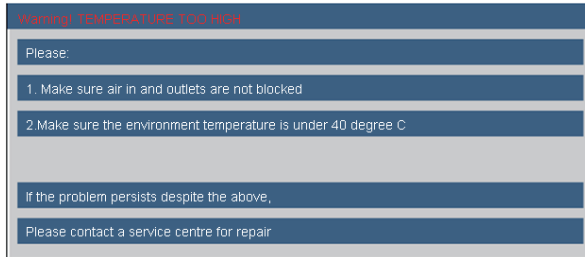 Warning! TEMPERATURE TOO HIGH
Please:
1. Make sure air in and outlets are not blocked
2.Make sure the environment temperature is under 40 degree C
If the problem persists despite the above,
Please contact a service centre for repair